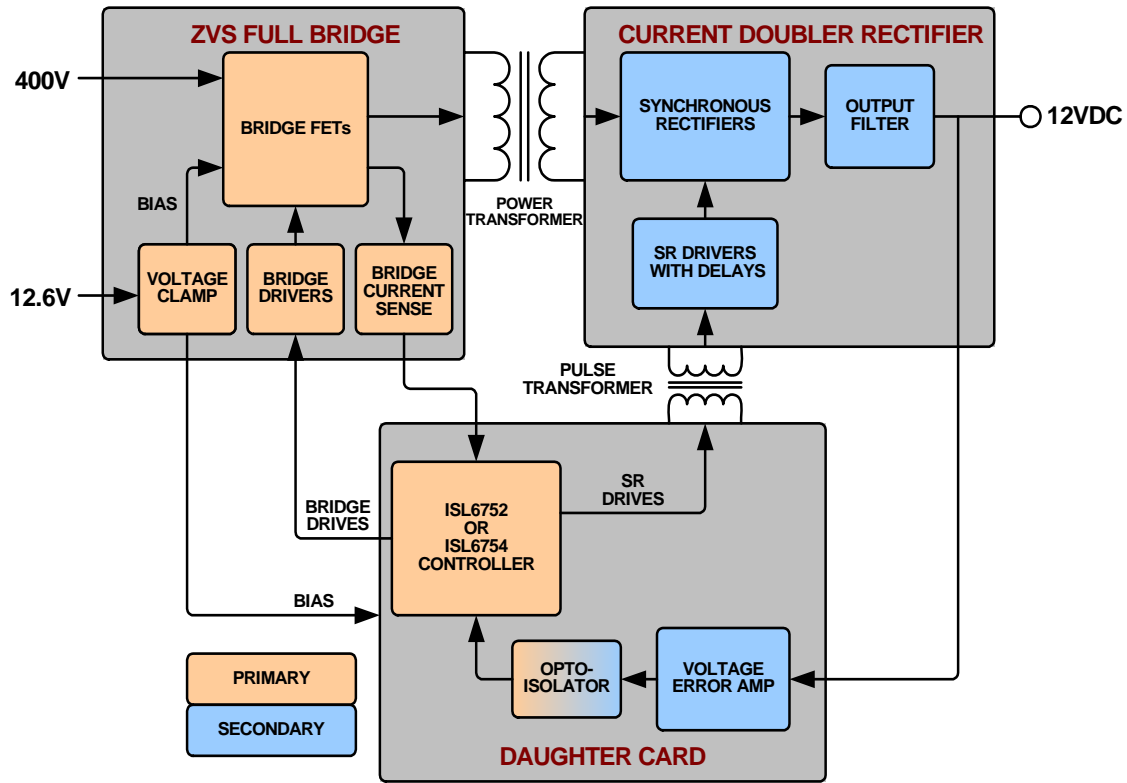 ZVS FULL BRIDGE
400V
BRIDGE FETs
BIAS
12.6V
VOLTAGE
CLAMP
BRIDGE
DRIVERS
BRIDGE
CURRENT
SENSE
POWER
TRANSFORMER
CURRENT DOUBLER RECTIFIER
SYNCHRONOUS
RECTIFIERS
OUTPUT
FILTER
12VDC
SR DRIVERS
WITH DELAYS
PULSE
TRANSFORMER
BRIDGE
DRIVES
ISL6752
OR
ISL6754
CONTROLLER
SR
DRIVES
BIAS
OPTO-
ISOLATOR
VOLTAGE
ERROR AMP
DAUGHTER CARD
PRIMARY
SECONDARY